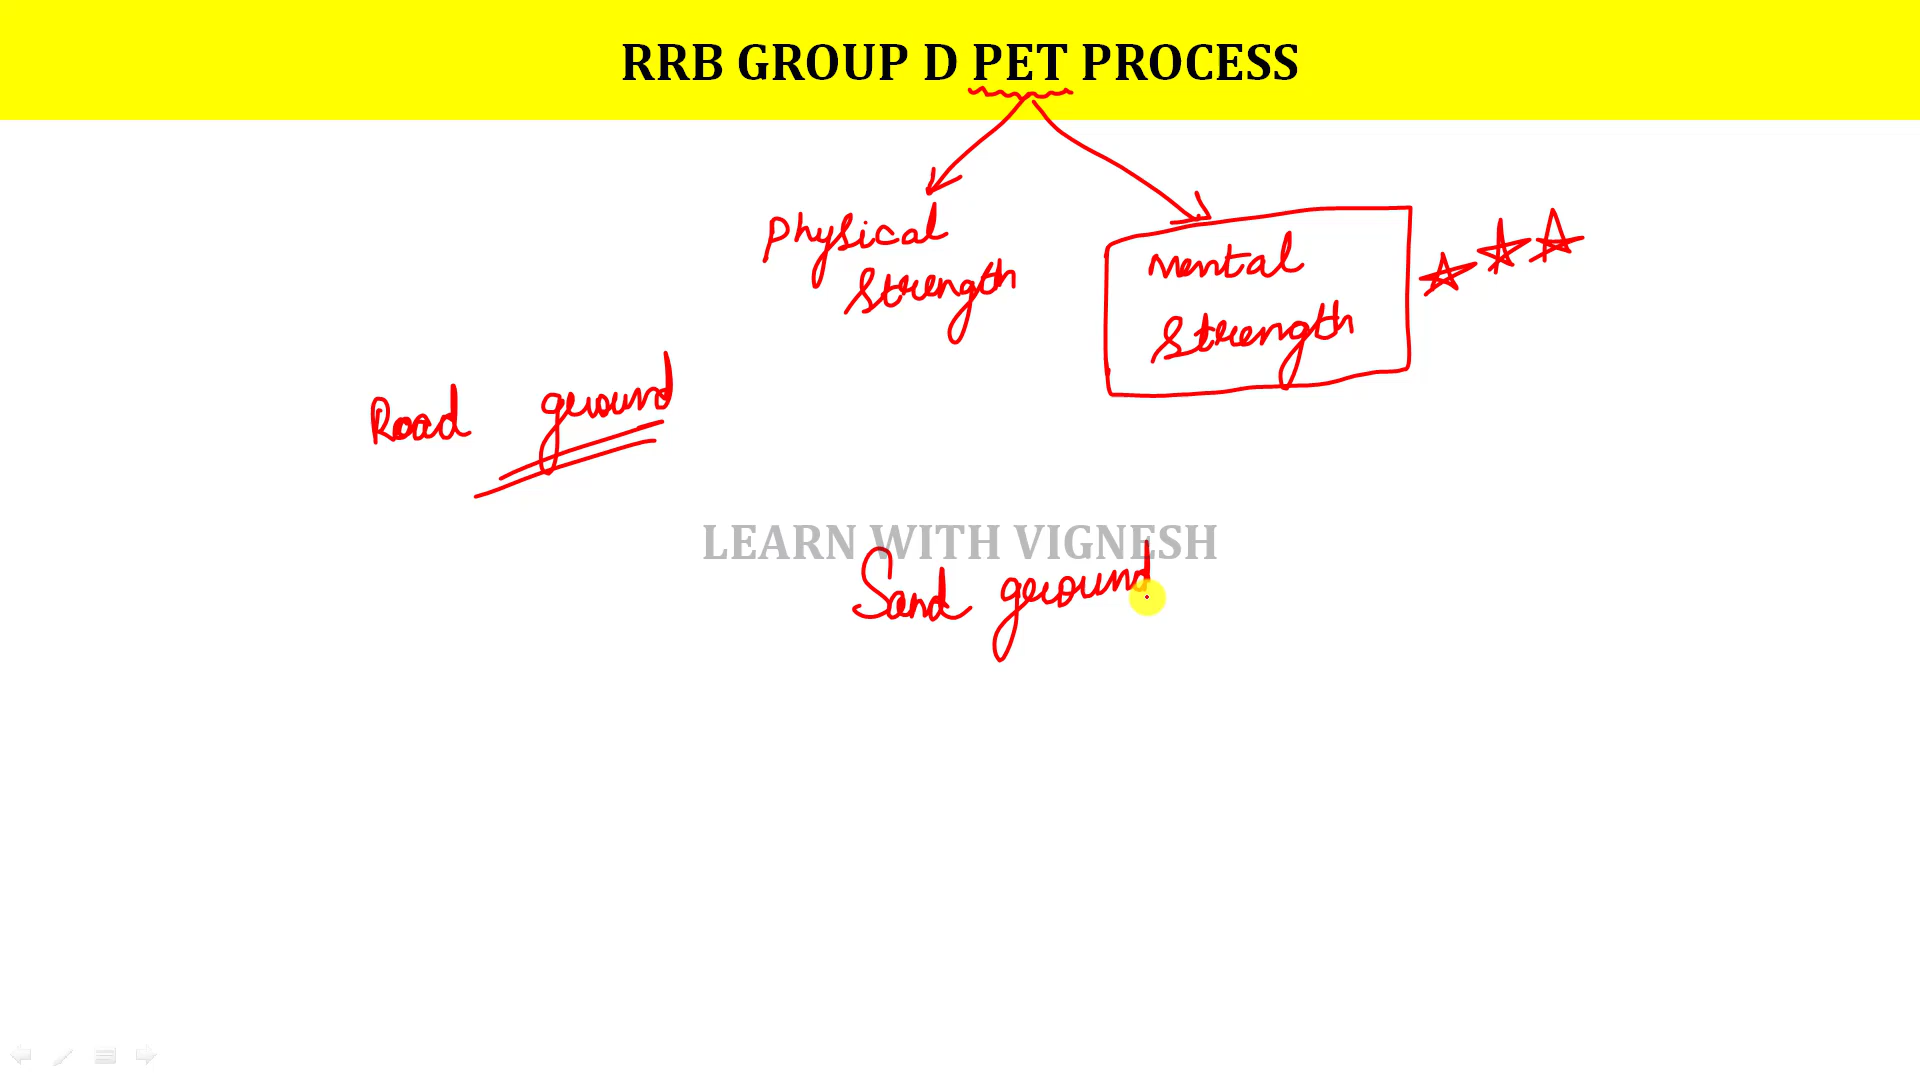 RRB GROUP D PET PROCESS
Physical
Strength
Mental
Strength
Road ground
LEARN WITH VIGNESH
Sand ground